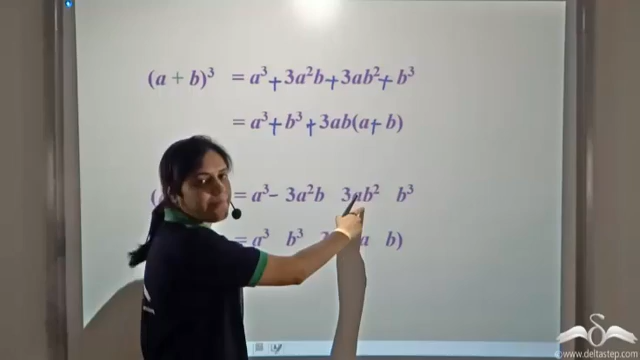 (a + b)³ = a³ + 3a²b + 3ab² + b³
= a³ + b³ + 3ab(a + b)
( = a³ – 3a²b 3ab² b³
= a³ b³ a b)
©www.deltastep.com